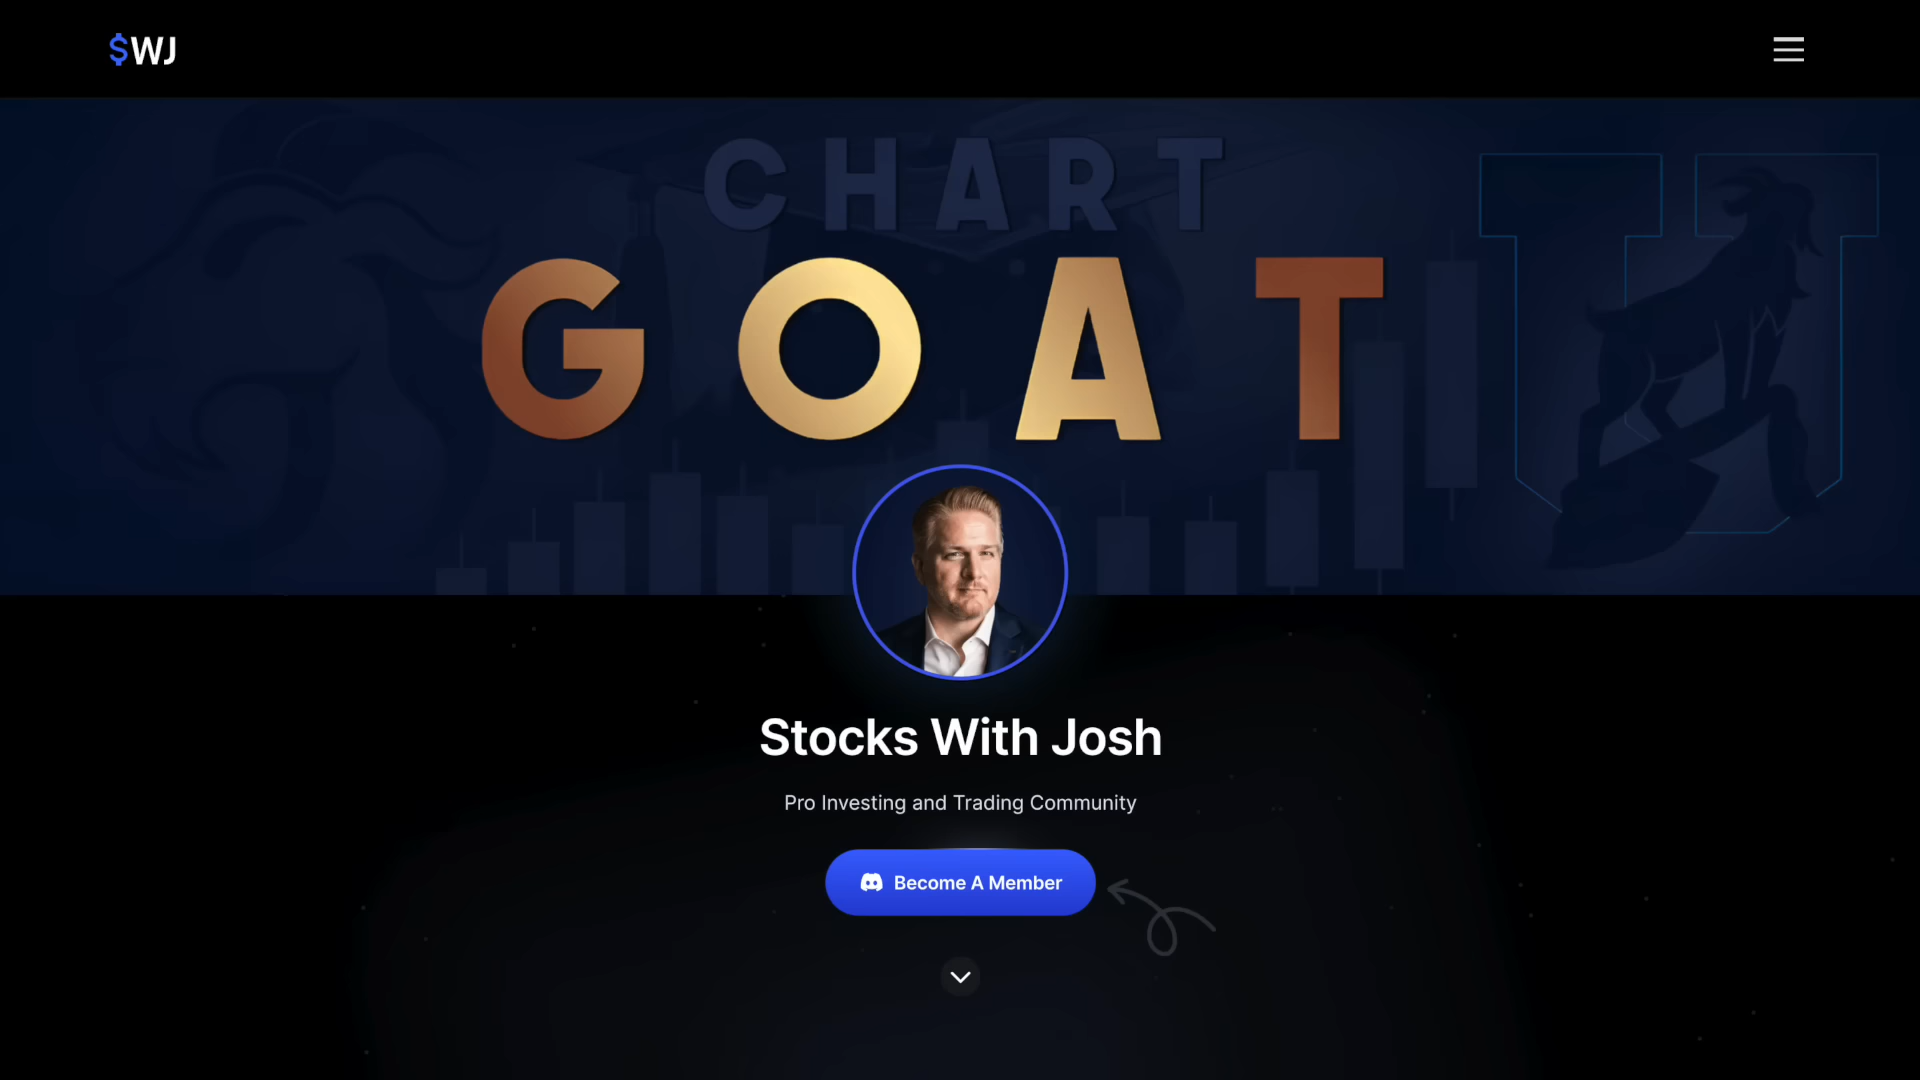 $WJ
CHART
GOAT
U
Stocks With Josh
Pro Investing and Trading Community
Become A Member